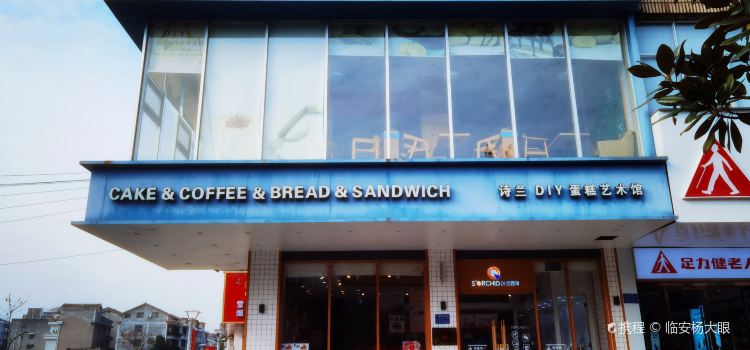 DIY
CAKE & COFFEE & BREAD & SANDWICH
诗兰 DIY 蛋糕艺术馆
S'ORCHID
足力健老人
携程 © 临安杨大眼